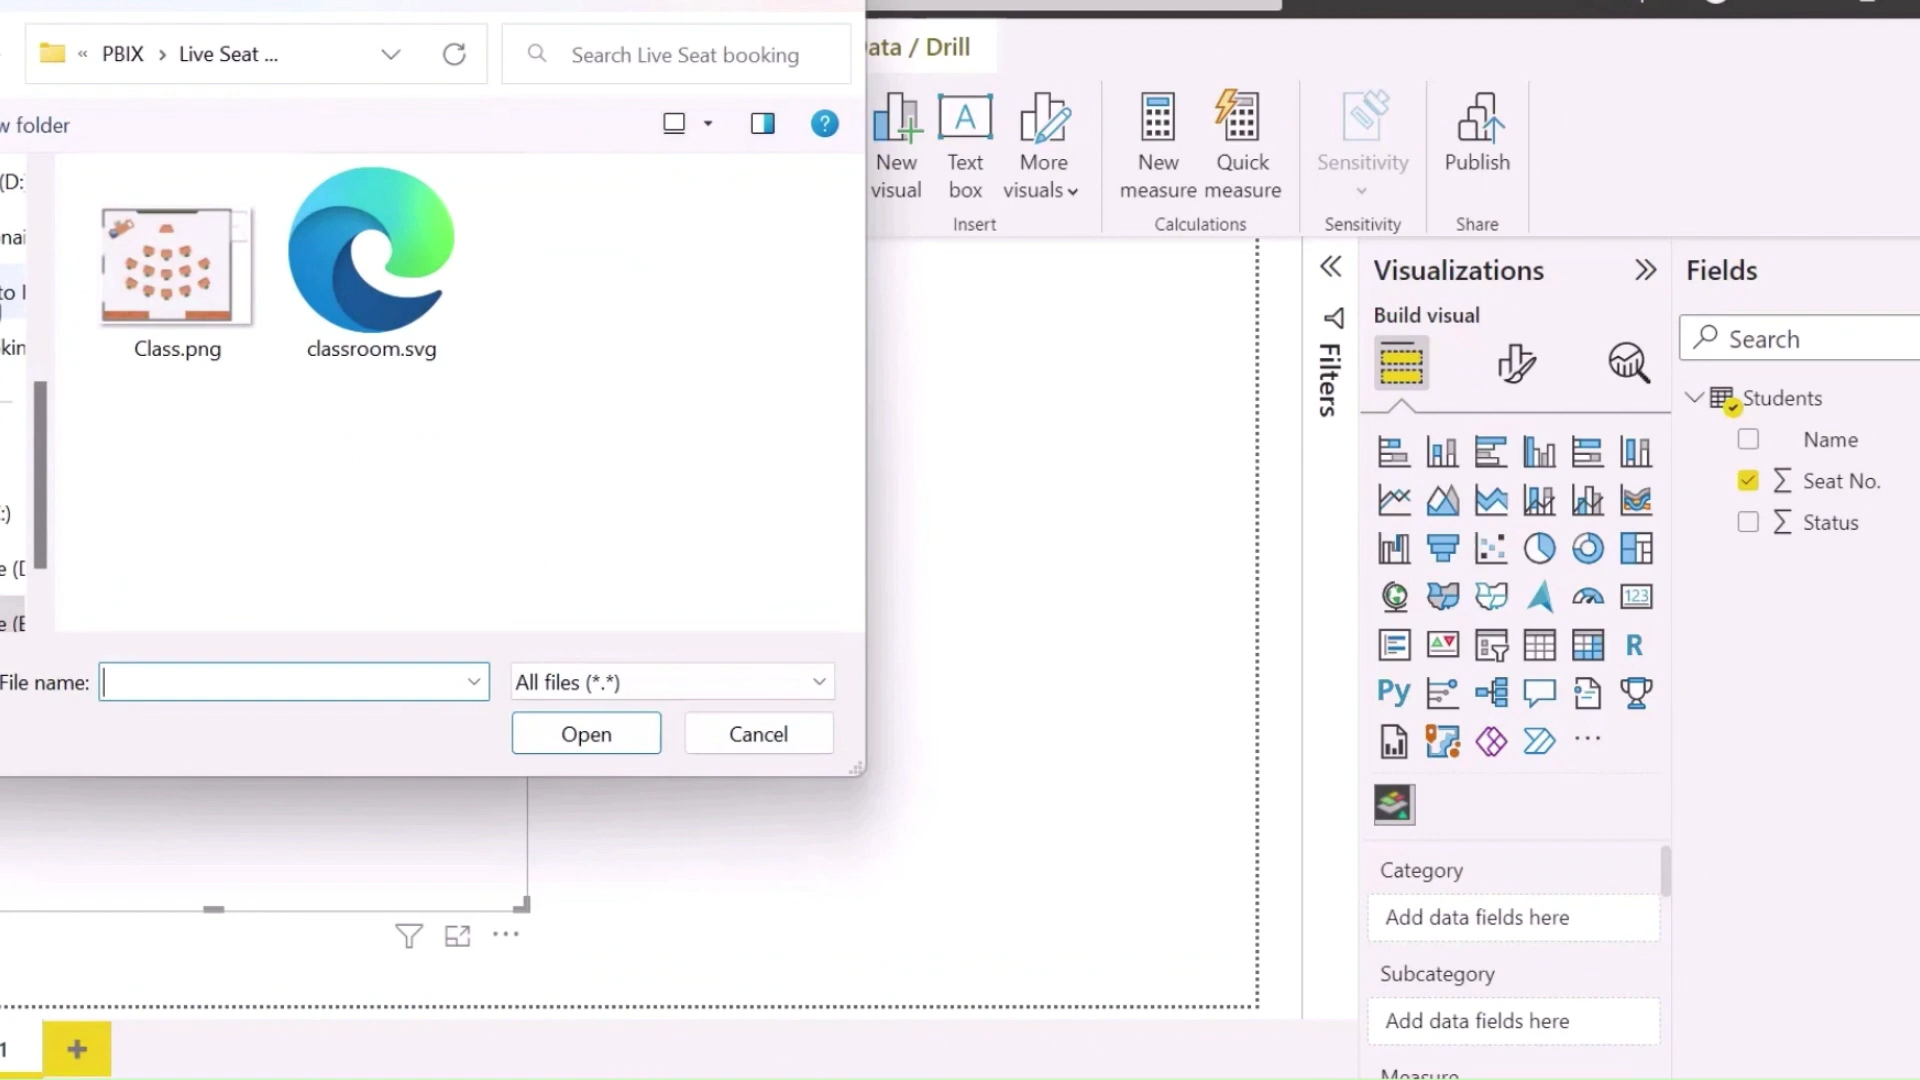 « PBIX › Live Seat ...
Search Live Seat booking
ata / Drill
w folder
?
(D:
nai
to l
kin
:)
e (D
e (E
Class.png
classroom.svg
File name:
All files (*.*)
Open
Cancel
New visual
A
Text box
More visuals
Insert
New measure
Quick measure
Calculations
Sensitivity
Sensitivity
Publish
Share
Filters
Visualizations
Build visual
123
R
Py
...
Category
Add data fields here
Subcategory
Add data fields here
Measure
Fields
Search
Students
Name
∑ Seat No.
∑ Status
...
1
+